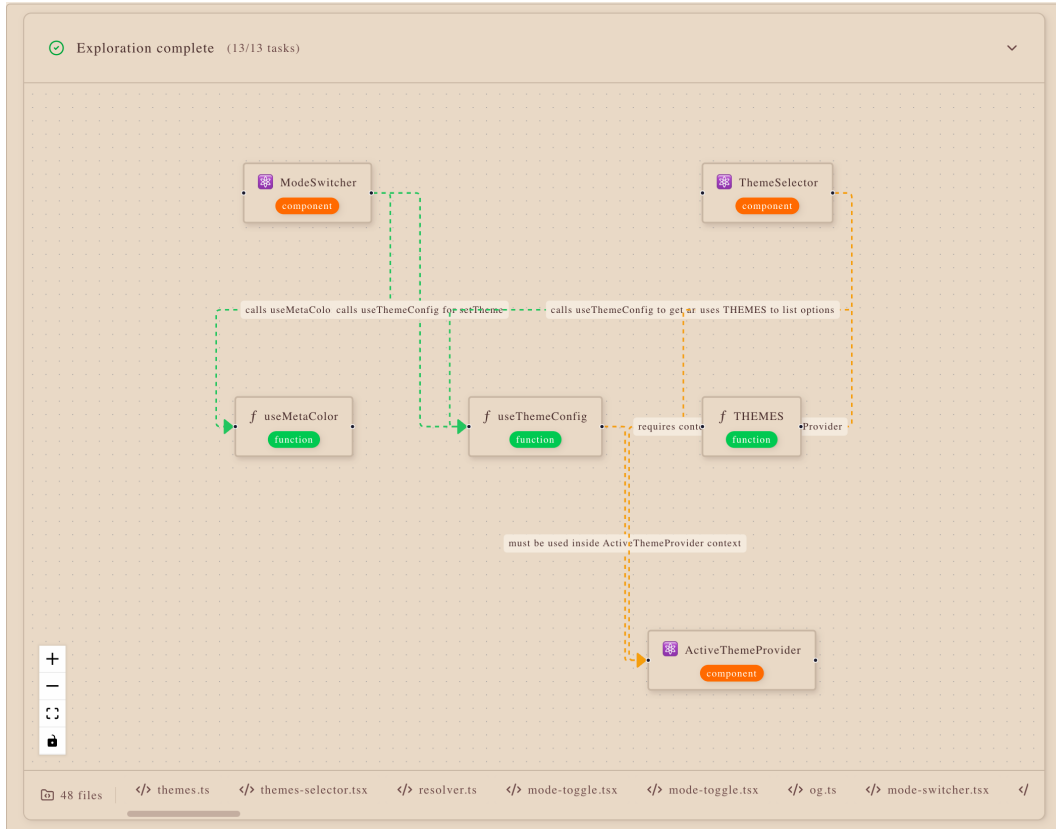 Exploration complete (13/13 tasks)
ModeSwitcher
component
ThemeSelector
component
calls useMetaColo
calls useThemeConfig for setTheme
calls useThemeConfig to get an
uses THEMES to list options
useMetaColor
function
useThemeConfig
function
requires conte
THEMES
function
Provider
must be used inside ActiveThemeProvider context
ActiveThemeProvider
component
48 files
themes.ts
themes-selector.tsx
resolver.ts
mode-toggle.tsx
mode-toggle.tsx
og.ts
mode-switcher.tsx